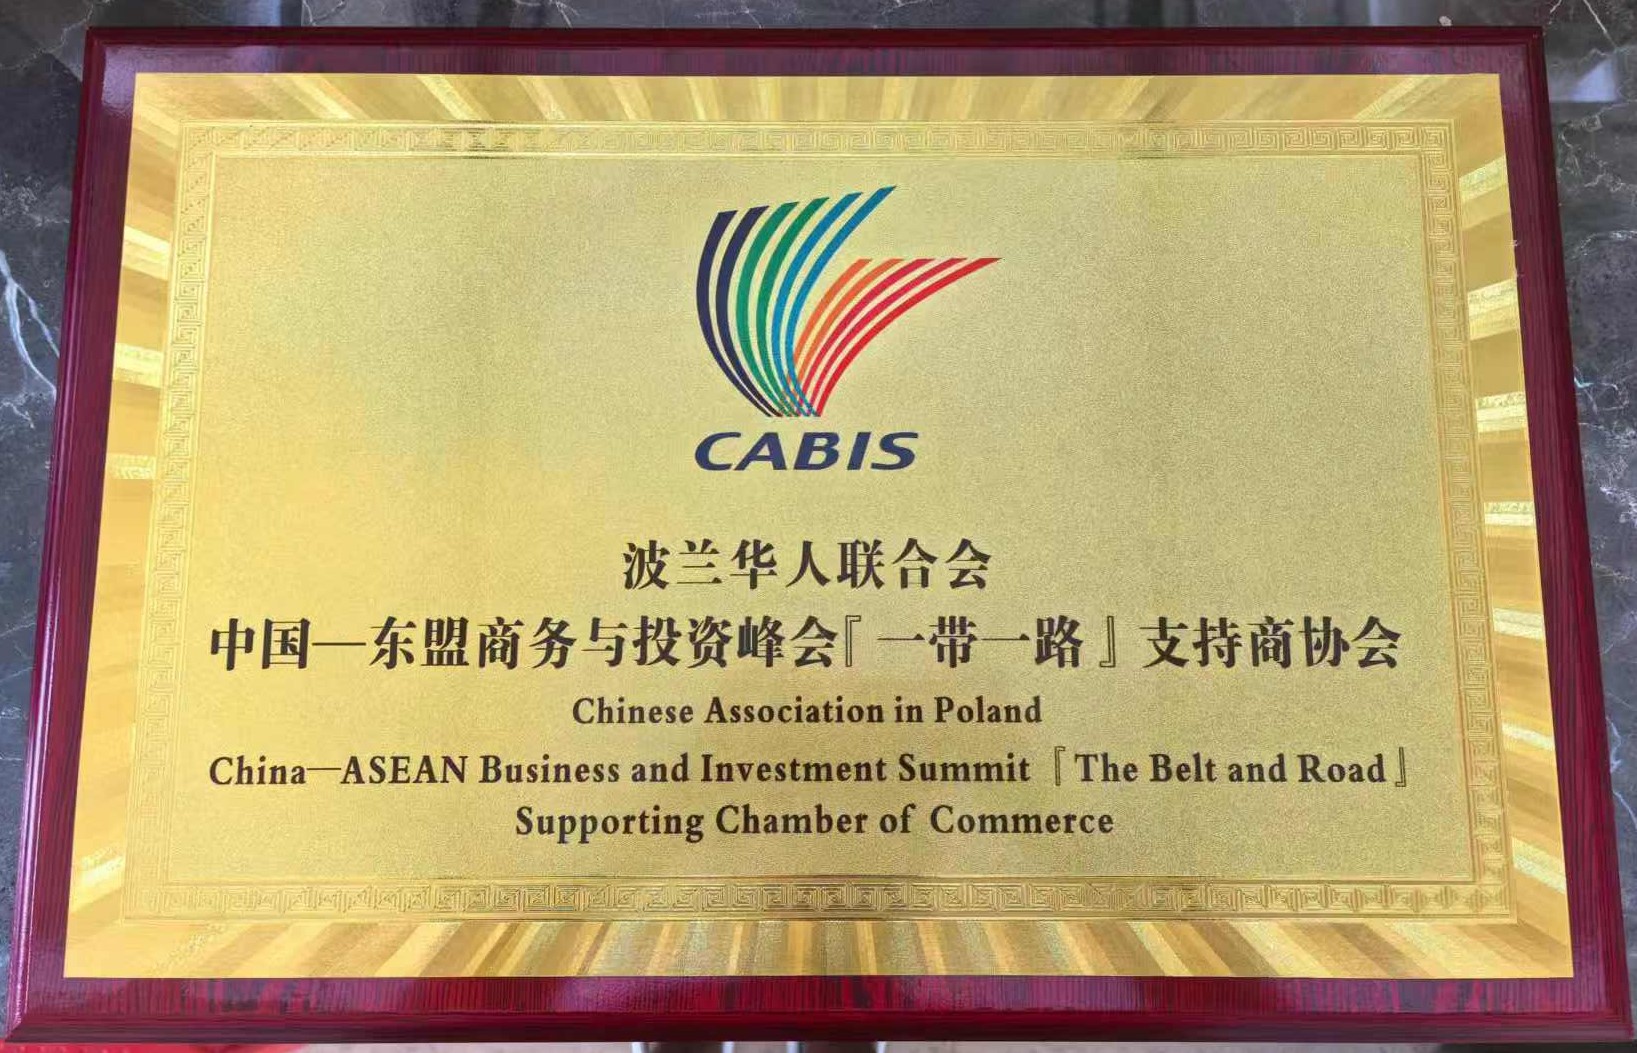 CABIS
波兰华人联合会
中国—东盟商务与投资峰会『一带一路』支持商协会
Chinese Association in Poland
China—ASEAN Business and Investment Summit『The Belt and Road』
Supporting Chamber of Commerce